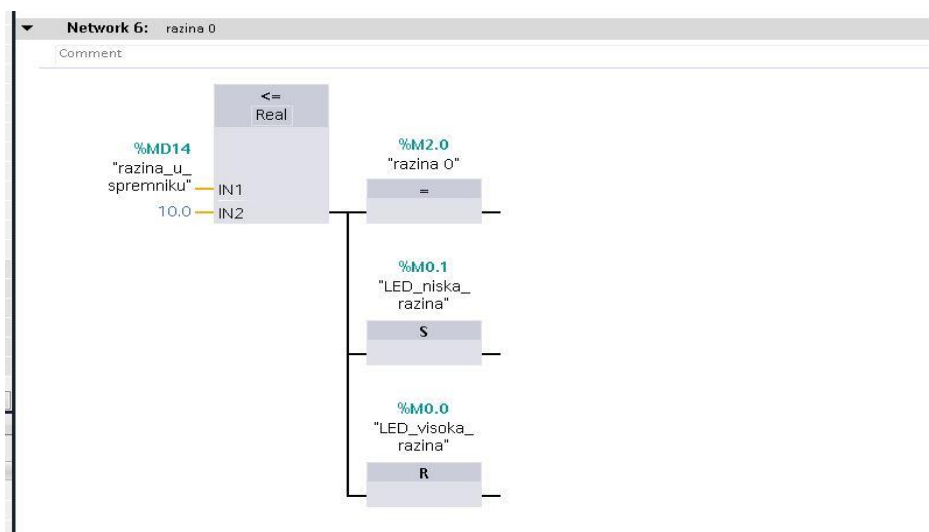 Network 6: razina 0
Comment
<=
Real
%MD14
"razina_u_
spremniku"
IN1
10.0
IN2
%M2.0
"razina 0"
=
%M0.1
"LED_niska_
razina"
S
%M0.0
"LED_visoka_
razina"
R